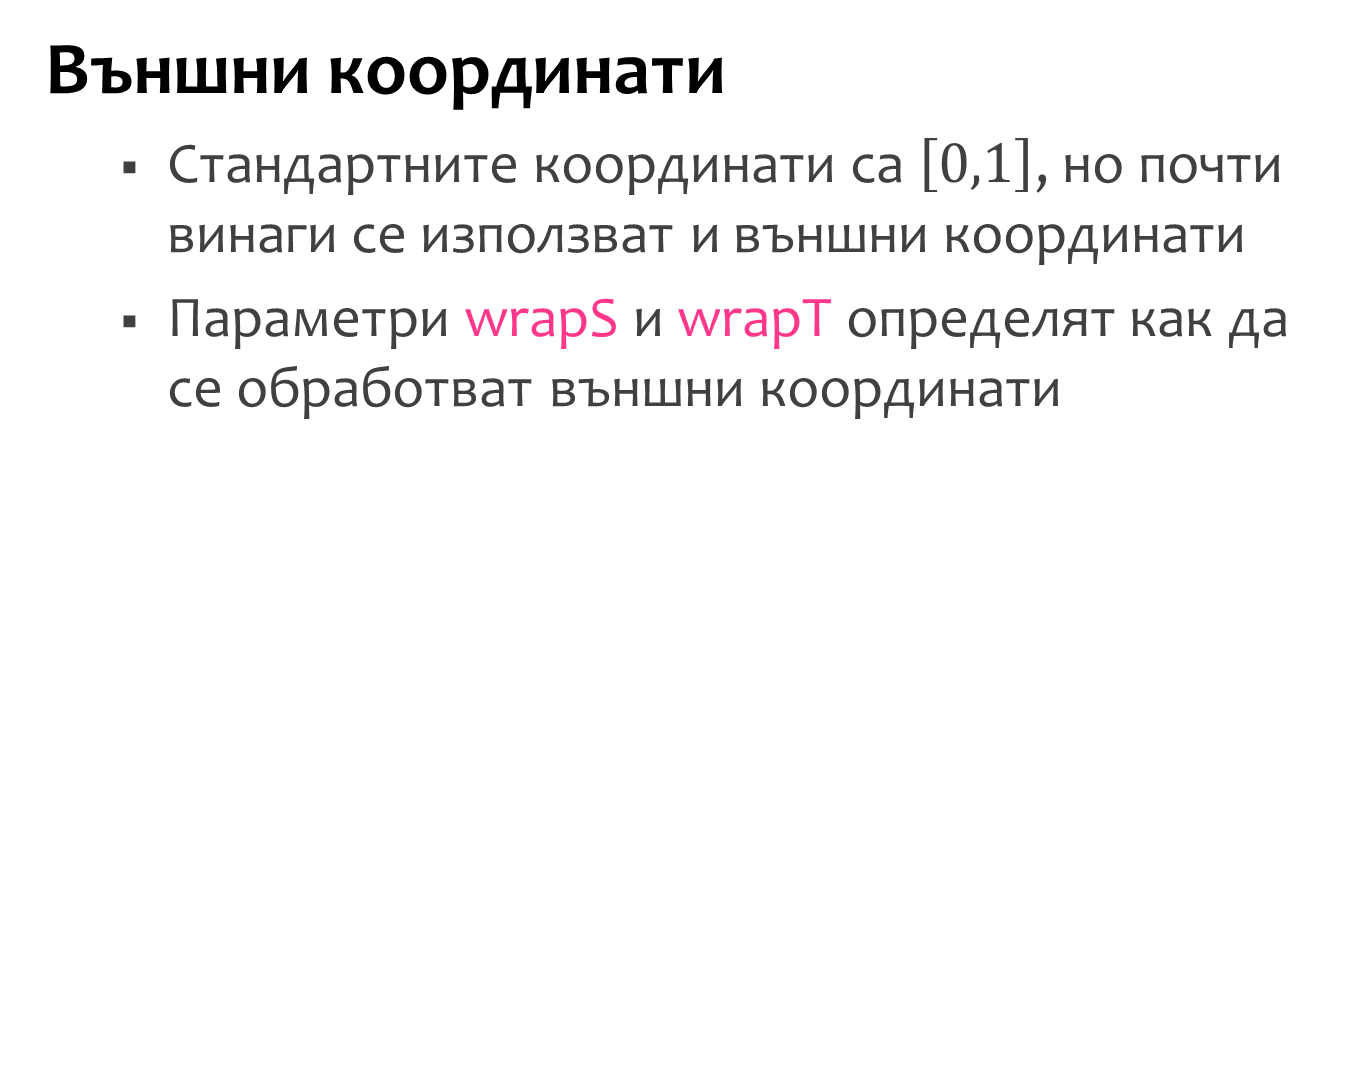 Външни координати
▪ Стандартните координати са [0,1], но почти
винаги се използват и външни координати
▪ Параметри wrapS и wrapT определят как да
се обработват външни координати